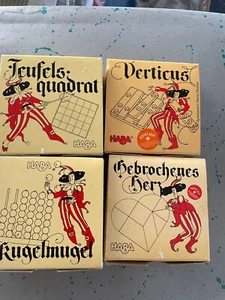 Teufels-
quadrat
HABA
Verticus
HABA
HABA
Kugelmugel
Gebrochenes
Herz
HABA